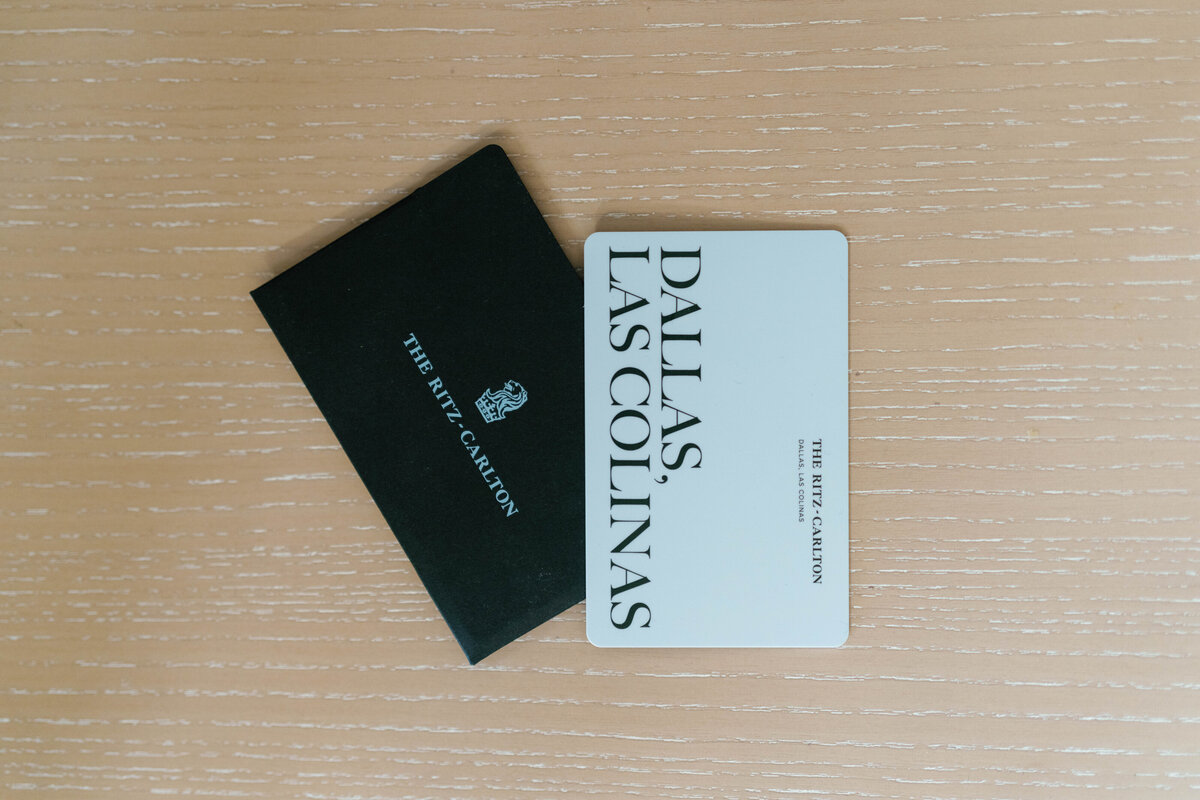 THE RITZ-CARLTON
DALLAS,
LAS COLINAS
THE RITZ-CARLTON
DALLAS, LAS COLINAS